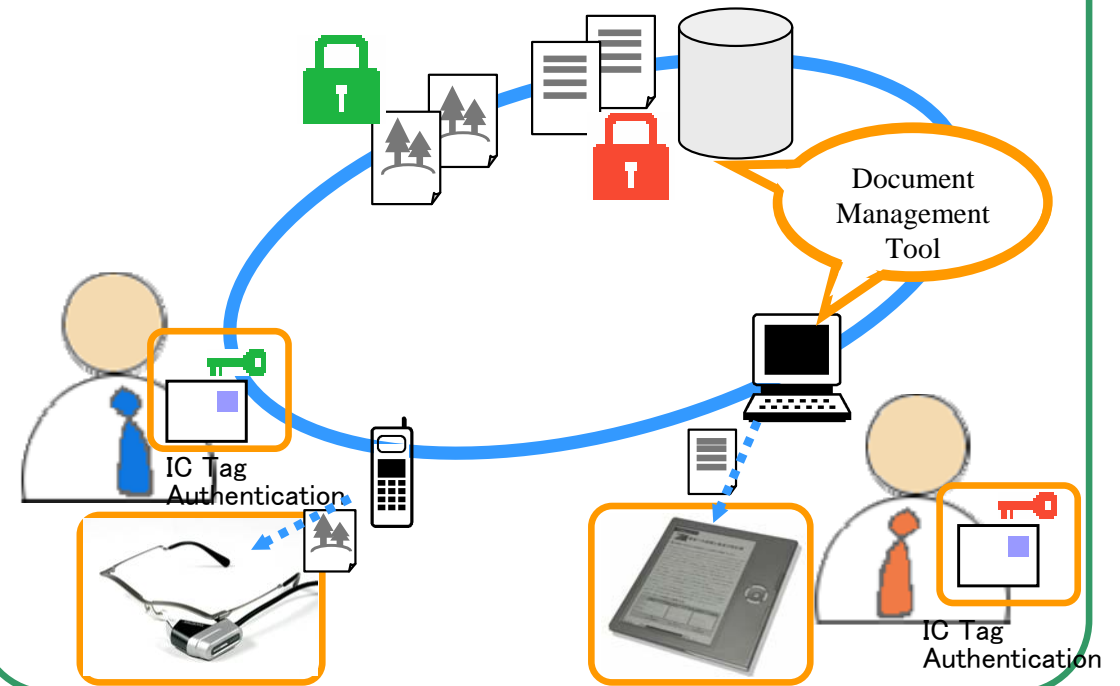 Document
Management
Tool
IC Tag
Authentication
IC Tag
Authentication